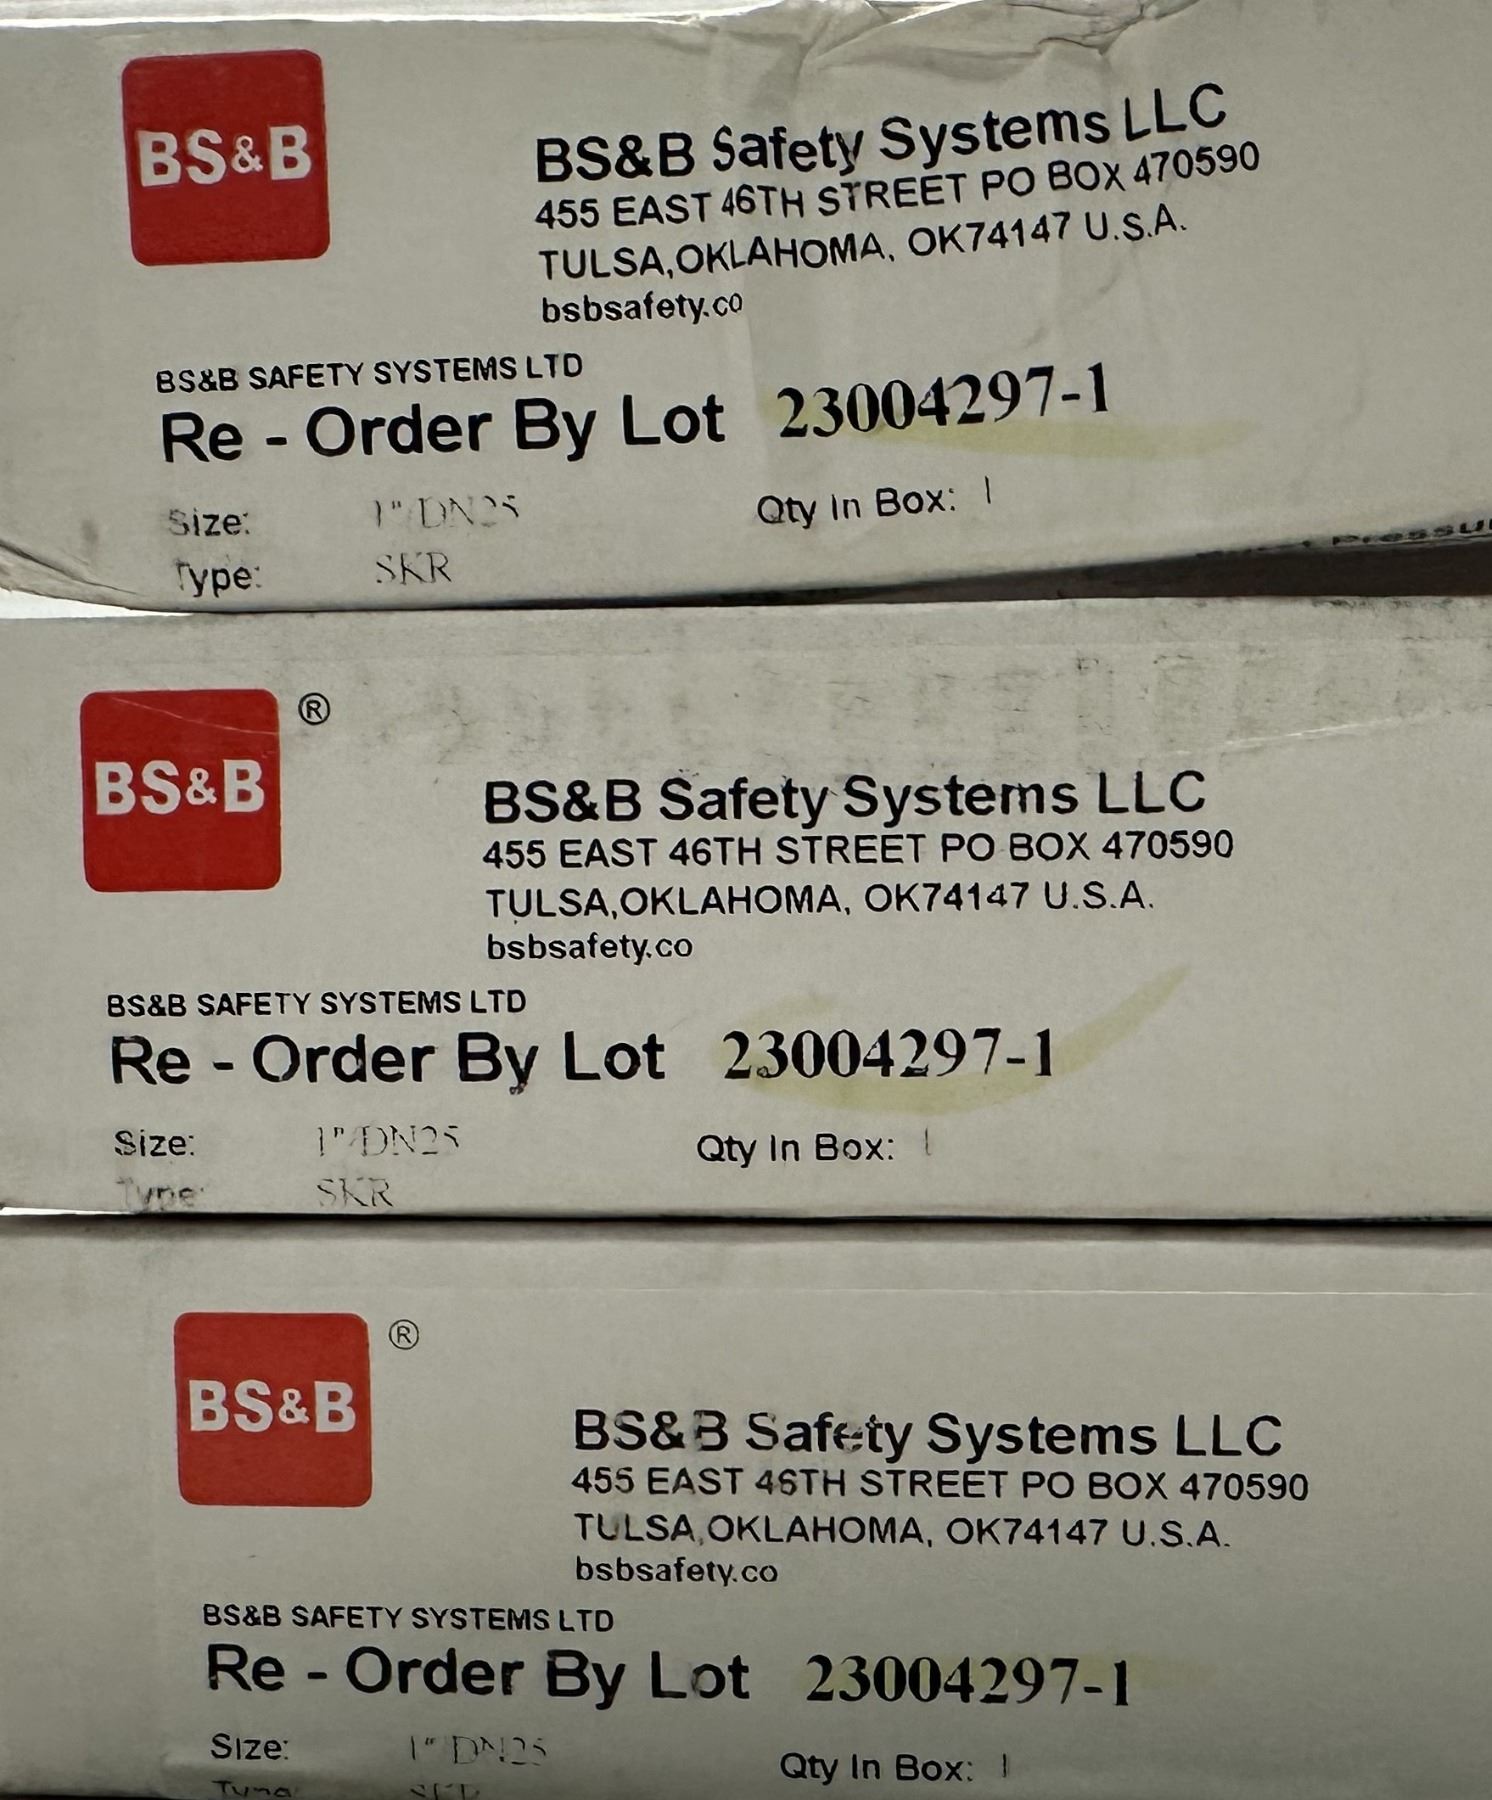 BS&B
BS&B Safety Systems LLC
455 EAST 46TH STREET PO BOX 470590
TULSA,OKLAHOMA, OK74147 U.S.A.
bsbsafety.co
BS&B SAFETY SYSTEMS LTD
Re - Order By Lot 23004297-1
Size: 1"/DN25 Qty In Box: 1
Type: SKR
BS&B ®
BS&B Safety Systems LLC
455 EAST 46TH STREET PO BOX 470590
TULSA,OKLAHOMA, OK74147 U.S.A.
bsbsafety.co
BS&B SAFETY SYSTEMS LTD
Re - Order By Lot 23004297-1
Size: 1"/DN25 Qty In Box: 1
Type: SKR
BS&B ®
BS&B Safety Systems LLC
455 EAST 46TH STREET PO BOX 470590
TULSA,OKLAHOMA, OK74147 U.S.A.
bsbsafety.co
BS&B SAFETY SYSTEMS LTD
Re - Order By Lot 23004297-1
Size: 1"/DN25 Qty In Box: 1